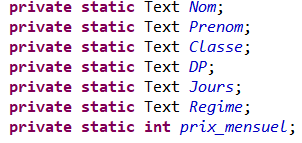 private static Text Nom;
private static Text Prenom;
private static Text Classe;
private static Text DP;
private static Text Jours;
private static Text Regime;
private static int prix_mensuel;